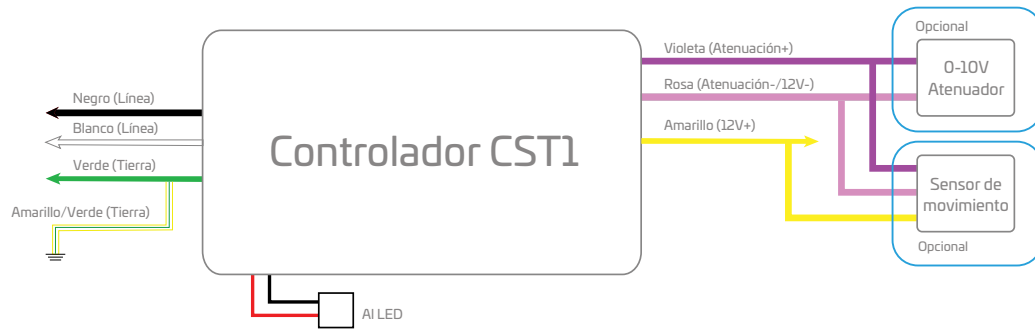 Opcional
Violeta (Atenuación+)
0-10V
Atenuador
Rosa (Atenuación-/12V-)
Negro (Línea)
Amarillo (12V+)
Blanco (Línea)
Controlador CST1
Verde (Tierra)
Sensor de
movimiento
Amarillo/Verde (Tierra)
Opcional
Al LED